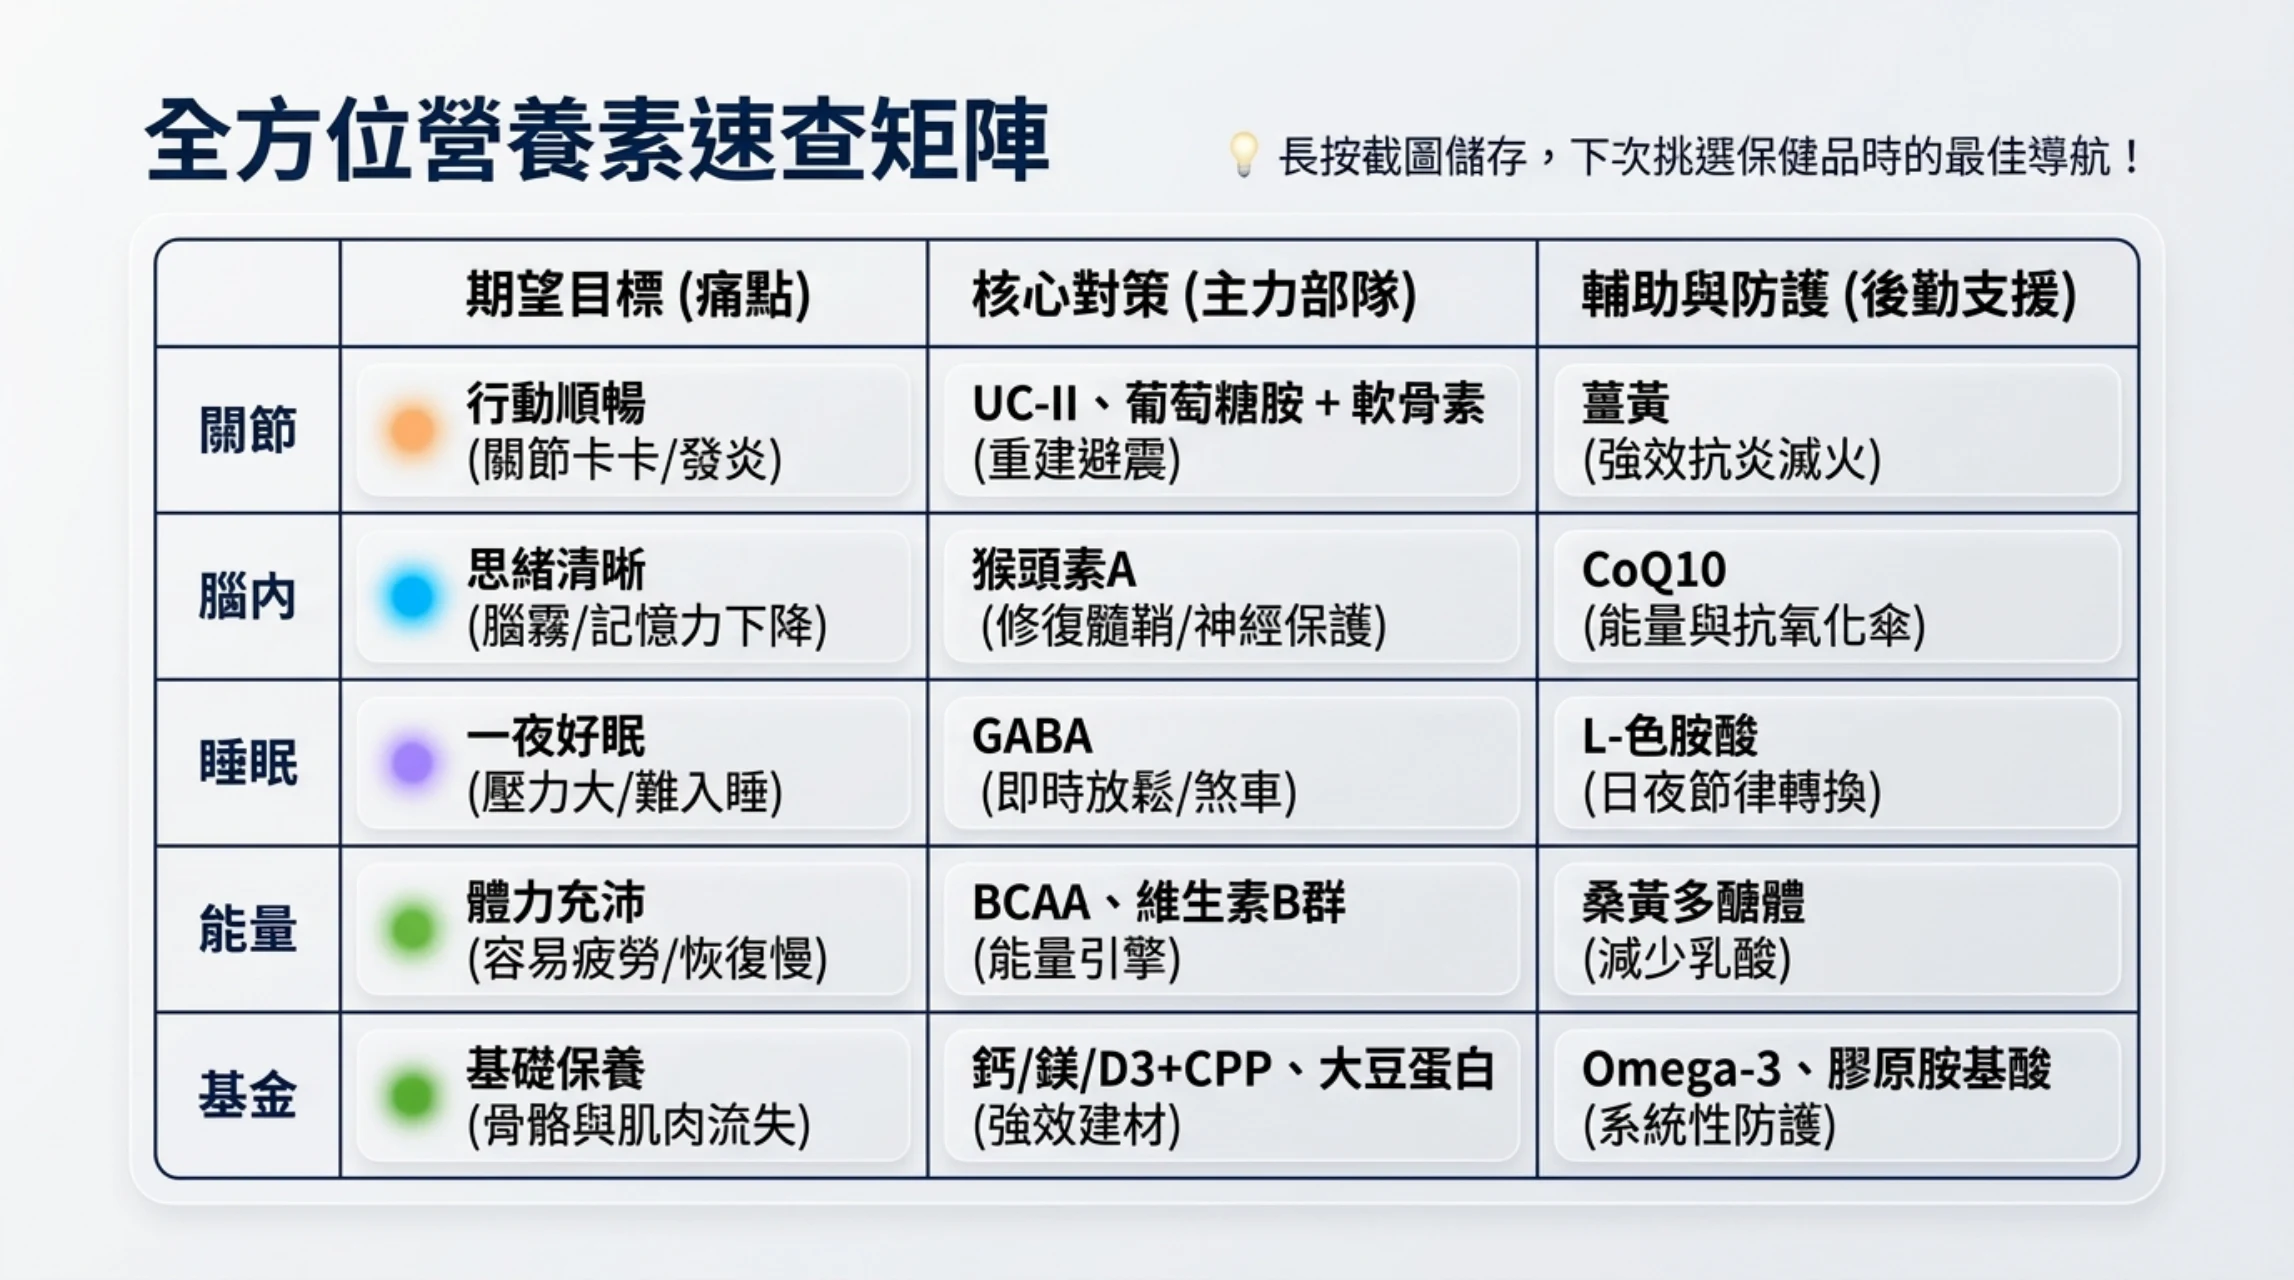 全方位營養素速查矩陣
長按截圖儲存，下次挑選保健品時的最佳導航！
期望目標 (痛點)
核心對策 (主力部隊)
輔助與防護 (後勤支援)
關節
行動順暢
(關節卡卡/發炎)
UC-II、葡萄糖胺 + 軟骨素
(重建避震)
薑黃
(強效抗炎滅火)
腦內
思緒清晰
(腦霧/記憶力下降)
猴頭素A
(修復髓鞘/神經保護)
CoQ10
(能量與抗氧化傘)
睡眠
一夜好眠
(壓力大/難入睡)
GABA
(即時放鬆/煞車)
L-色胺酸
(日夜節律轉換)
能量
體力充沛
(容易疲勞/恢復慢)
BCAA、維生素B群
(能量引擎)
桑黃多醣體
(減少乳酸)
基金
基礎保養
(骨骼與肌肉流失)
鈣/鎂/D3+CPP、大豆蛋白
(強效建材)
Omega-3、膠原胺基酸
(系統性防護)